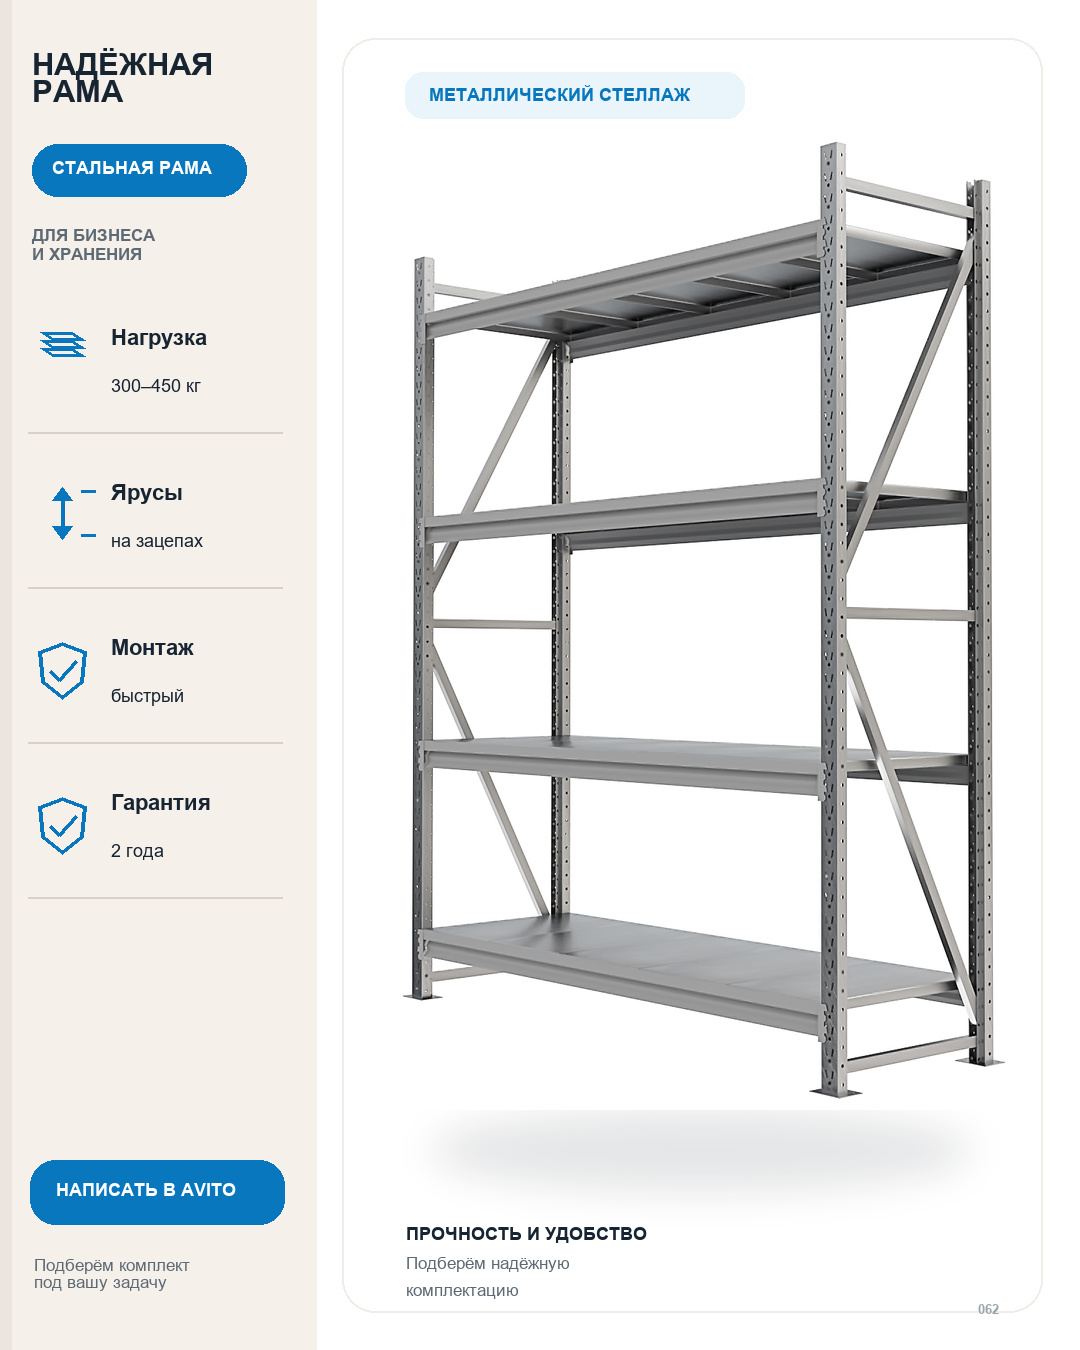 НАДЁЖНАЯ
РАМА
СТАЛЬНАЯ РАМА
ДЛЯ БИЗНЕСА
И ХРАНЕНИЯ
Нагрузка
300–450 кг
Ярусы
на зацепах
Монтаж
быстрый
Гарантия
2 года
НАПИСАТЬ В AVITO
Подберём комплект
под вашу задачу
МЕТАЛЛИЧЕСКИЙ СТЕЛЛАЖ
ПРОЧНОСТЬ И УДОБСТВО
Подберём надёжную
комплектацию
062